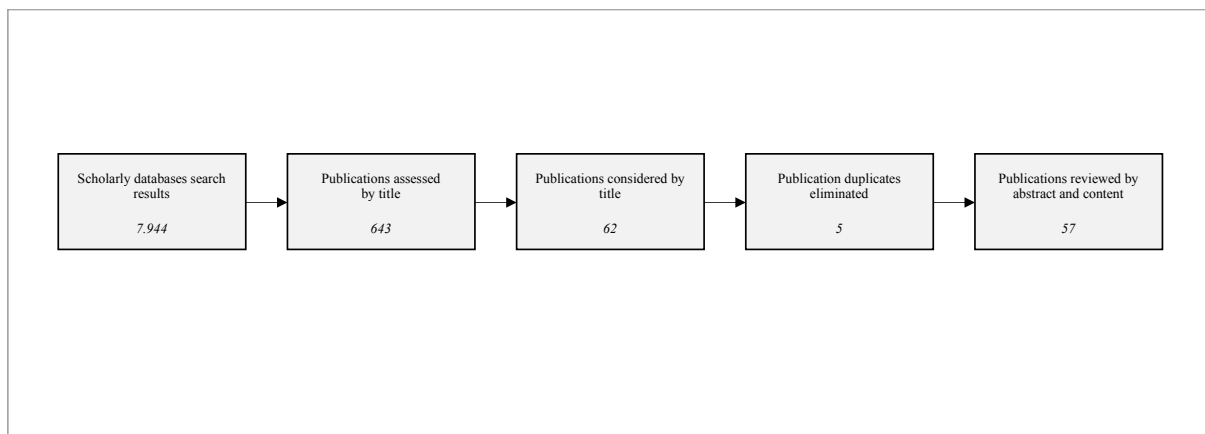 Scholarly databases search
results
7.944
Publications assessed
by title
643
Publications considered by
title
62
Publication duplicates
eliminated
5
Publications reviewed by
abstract and content
57